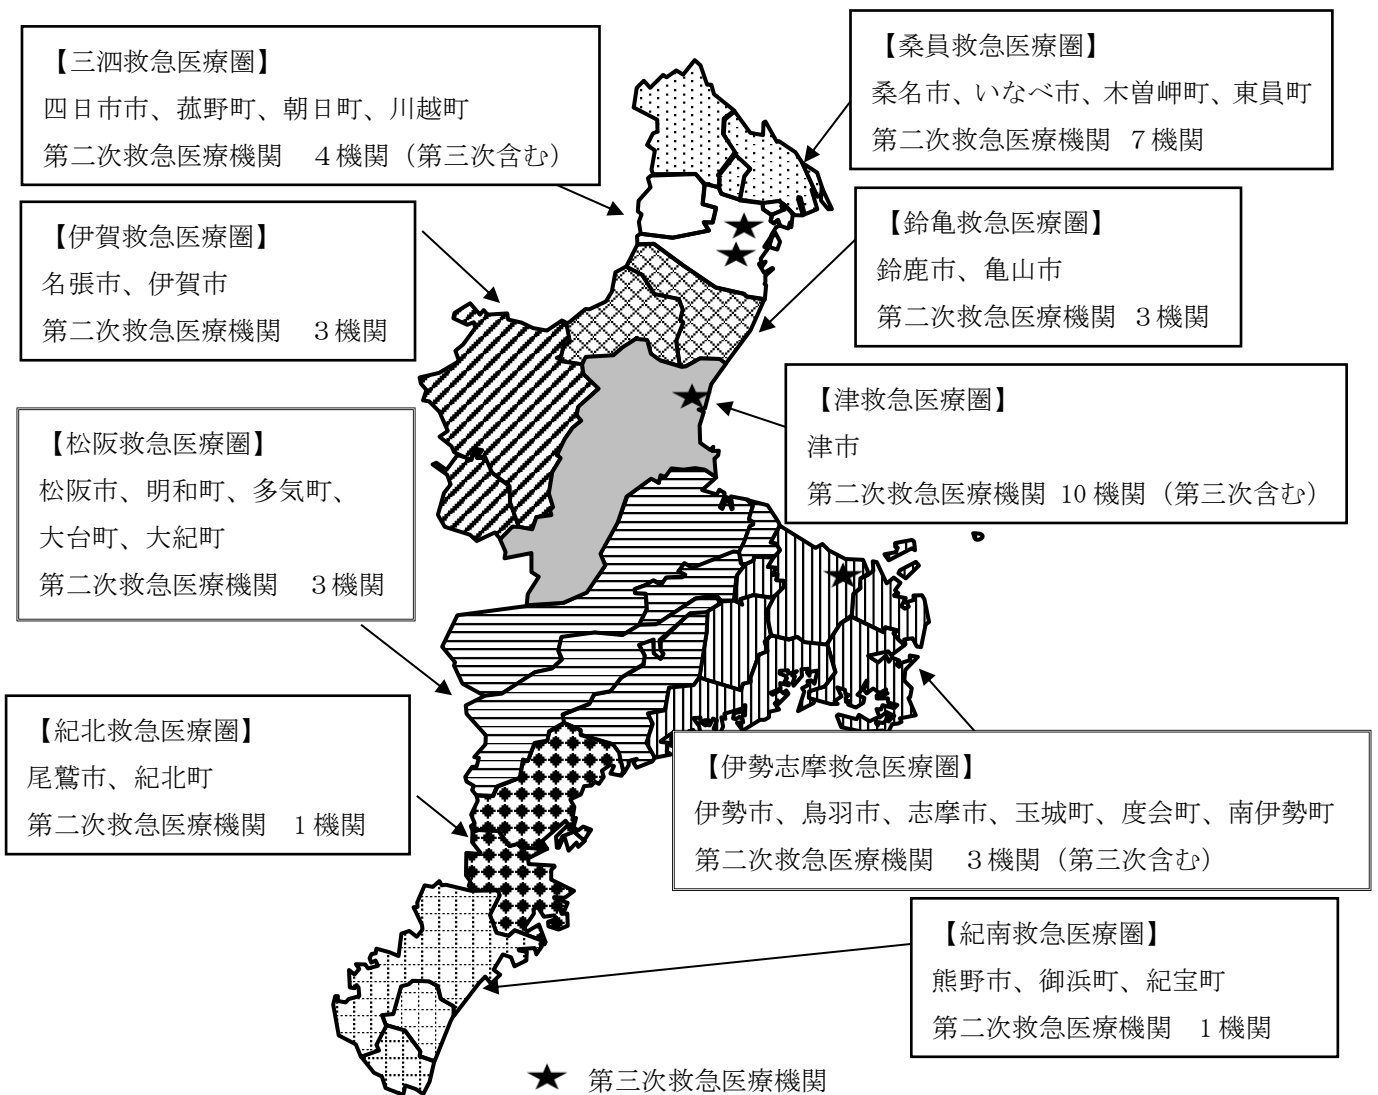 【三泗救急医療圏】
四日市市、菰野町、朝日町、川越町
第二次救急医療機関　４機関（第三次含む）
【桑員救急医療圏】
桑名市、いなべ市、木曽岬町、東員町
第二次救急医療機関 ７機関
【伊賀救急医療圏】
名張市、伊賀市
第二次救急医療機関　３機関
【鈴亀救急医療圏】
鈴鹿市、亀山市
第二次救急医療機関 ３機関
【津救急医療圏】
津市
第二次救急医療機関 10 機関（第三次含む）
【松阪救急医療圏】
松阪市、明和町、多気町、
大台町、大紀町
第二次救急医療機関　３機関
【紀北救急医療圏】
尾鷲市、紀北町
第二次救急医療機関　１機関
【伊勢志摩救急医療圏】
伊勢市、鳥羽市、志摩市、玉城町、度会町、南伊勢町
第二次救急医療機関　３機関（第三次含む）
【紀南救急医療圏】
熊野市、御浜町、紀宝町
第二次救急医療機関　１機関
★　第三次救急医療機関